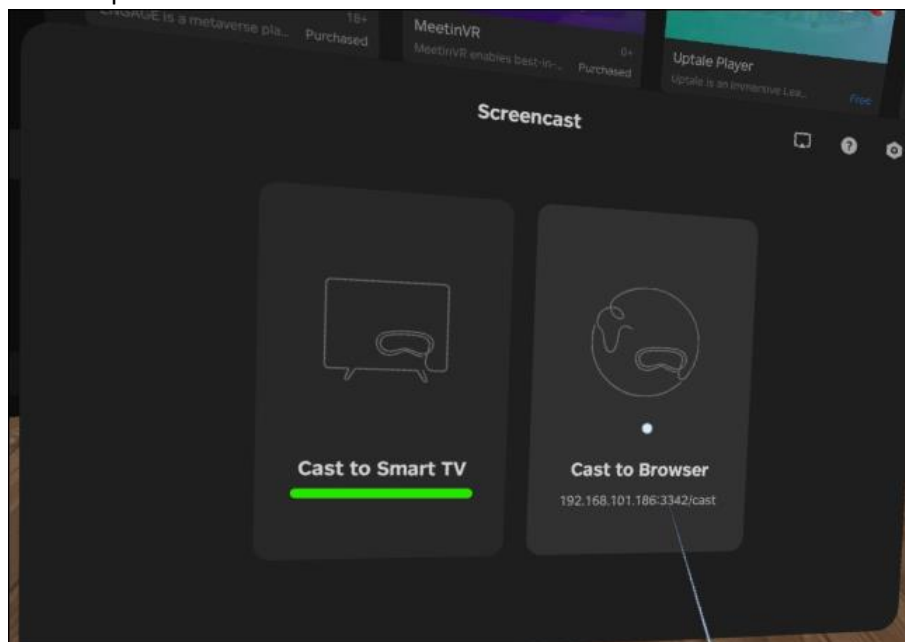 ENGAGE is a metaverse pla...
18+
Purchased
MeetinVR
MeetinVR enables best-in-...
0+
Purchased
Uptale Player
Uptale is an Immersive Lea...
Free
Screencast
Cast to Smart TV
Cast to Browser
192.168.101.186:3342/cast